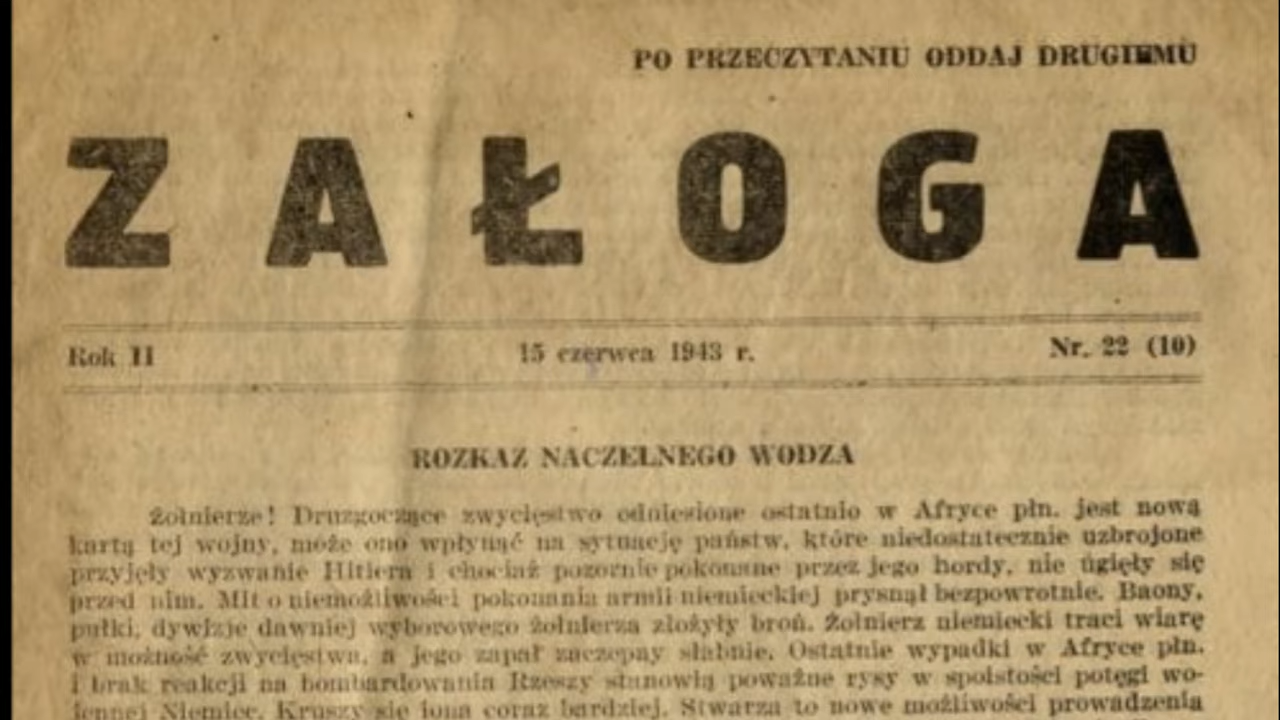 PO PRZECZYTANIU ODDAJ DRUGIEMU
ZAŁOGA
Rok II 15 czerwca 1943 r. Nr. 22 (10)
ROZKAZ NACZELNEGO WODZA
Żołnierze! Druzgoczące zwycięstwo odniesione ostatnio w Afryce płn. jest nową
kartą tej wojny, może ono wpłynąć na sytuację państw, które niedostatecznie uzbrojone
przyjęły wyzwanie Hitlera i chociaż pozornie pokonane przez jego hordy, nie ugięły się
przed nim. Mit o niemożliwości pokonania armii niemieckiej prysnął bezpowrotnie. Baony,
pułki, dywizje dawniej wyborowego żołnierza złożyły broń. Żołnierz niemiecki traci wiarę
w możność zwycięstwa, a jego zapał zaczepny słabnie. Ostatnie wypadki w Afryce płn.
i brak reakcji na bombardowania Rzeszy stanowią poważne rysy w spoistości potęgi wo-
jennej Niemiec. Kruszy się iona coraz bardziej. Stwarza to nowe możliwości prowadzenia